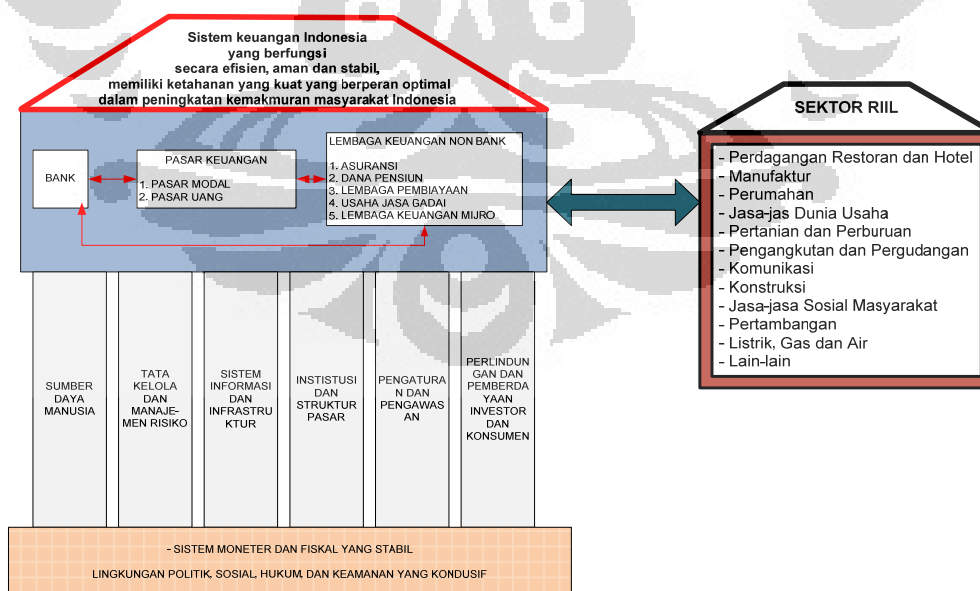 Sistem keuangan Indonesia
yang berfungsi
secara efisien, aman dan stabil,
memiliki ketahanan yang kuat yang berperan optimal
dalam peningkatan kemakmuran masyarakat Indonesia
BANK
PASAR KEUANGAN
1. PASAR MODAL
2. PASAR UANG
LEMBAGA KEUANGAN NON BANK
1. ASURANSI
2. DANA PENSIUN
3. LEMBAGA PEMBIAYAAN
4. USAHA JASA GADAI
5. LEMBAGA KEUANGAN MIJRO
SUMBER
DAYA
MANUSIA
TATA
KELOLA
DAN
MANAJE-
MEN RISIKO
SISTEM
INFORMASI
DAN
INFRASTRU
KTUR
INSTISTUSI
DAN
STRUKTUR
PASAR
PENGATURA
N DAN
PENGAWAS
AN
PERLINDUN
GAN DAN
PEMBERDA
YAAN
INVESTOR
DAN
KONSUMEN
- SISTEM MONETER DAN FISKAL YANG STABIL
LINGKUNGAN POLITIK, SOSIAL, HUKUM, DAN KEAMANAN YANG KONDUSIF
SEKTOR RIIL
- Perdagangan Restoran dan Hotel
- Manufaktur
- Perumahan
- Jasa-jas Dunia Usaha
- Pertanian dan Perburuan
- Pengangkutan dan Pergudangan
- Komunikasi
- Konstruksi
- Jasa-jasa Sosial Masyarakat
- Pertambangan
- Listrik, Gas dan Air
- Lain-lain